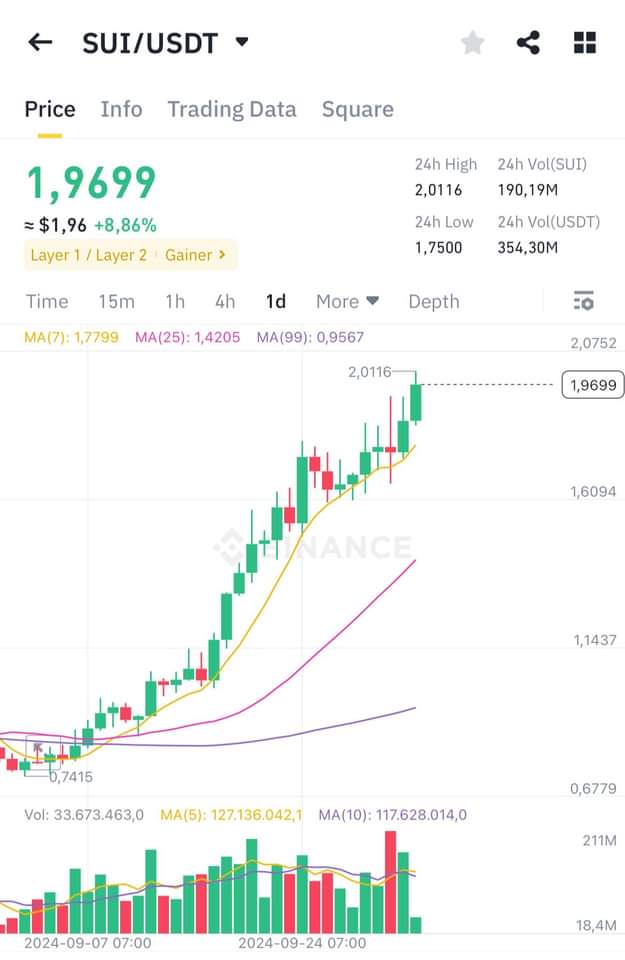 SUI/USDT
Price Info Trading Data Square
1,9699
≈ $1,96 +8,86%
Layer 1 / Layer 2 Gainer
24h High 24h Vol(SUI)
2,0116 190,19M
24h Low 24h Vol(USDT)
1,7500 354,30M
Time 15m 1h 4h 1d More Depth
MA(7): 1,7799 MA(25): 1,4205 MA(99): 0,9567
2,0752
2,0116
1,9699
1,6094
BINANCE
1,1437
0,7415
0,6779
Vol: 33.673.463,0 MA(5): 127.136.042,1 MA(10): 117.628.014,0
211M
18,4M
2024-09-07 07:00 2024-09-24 07:00